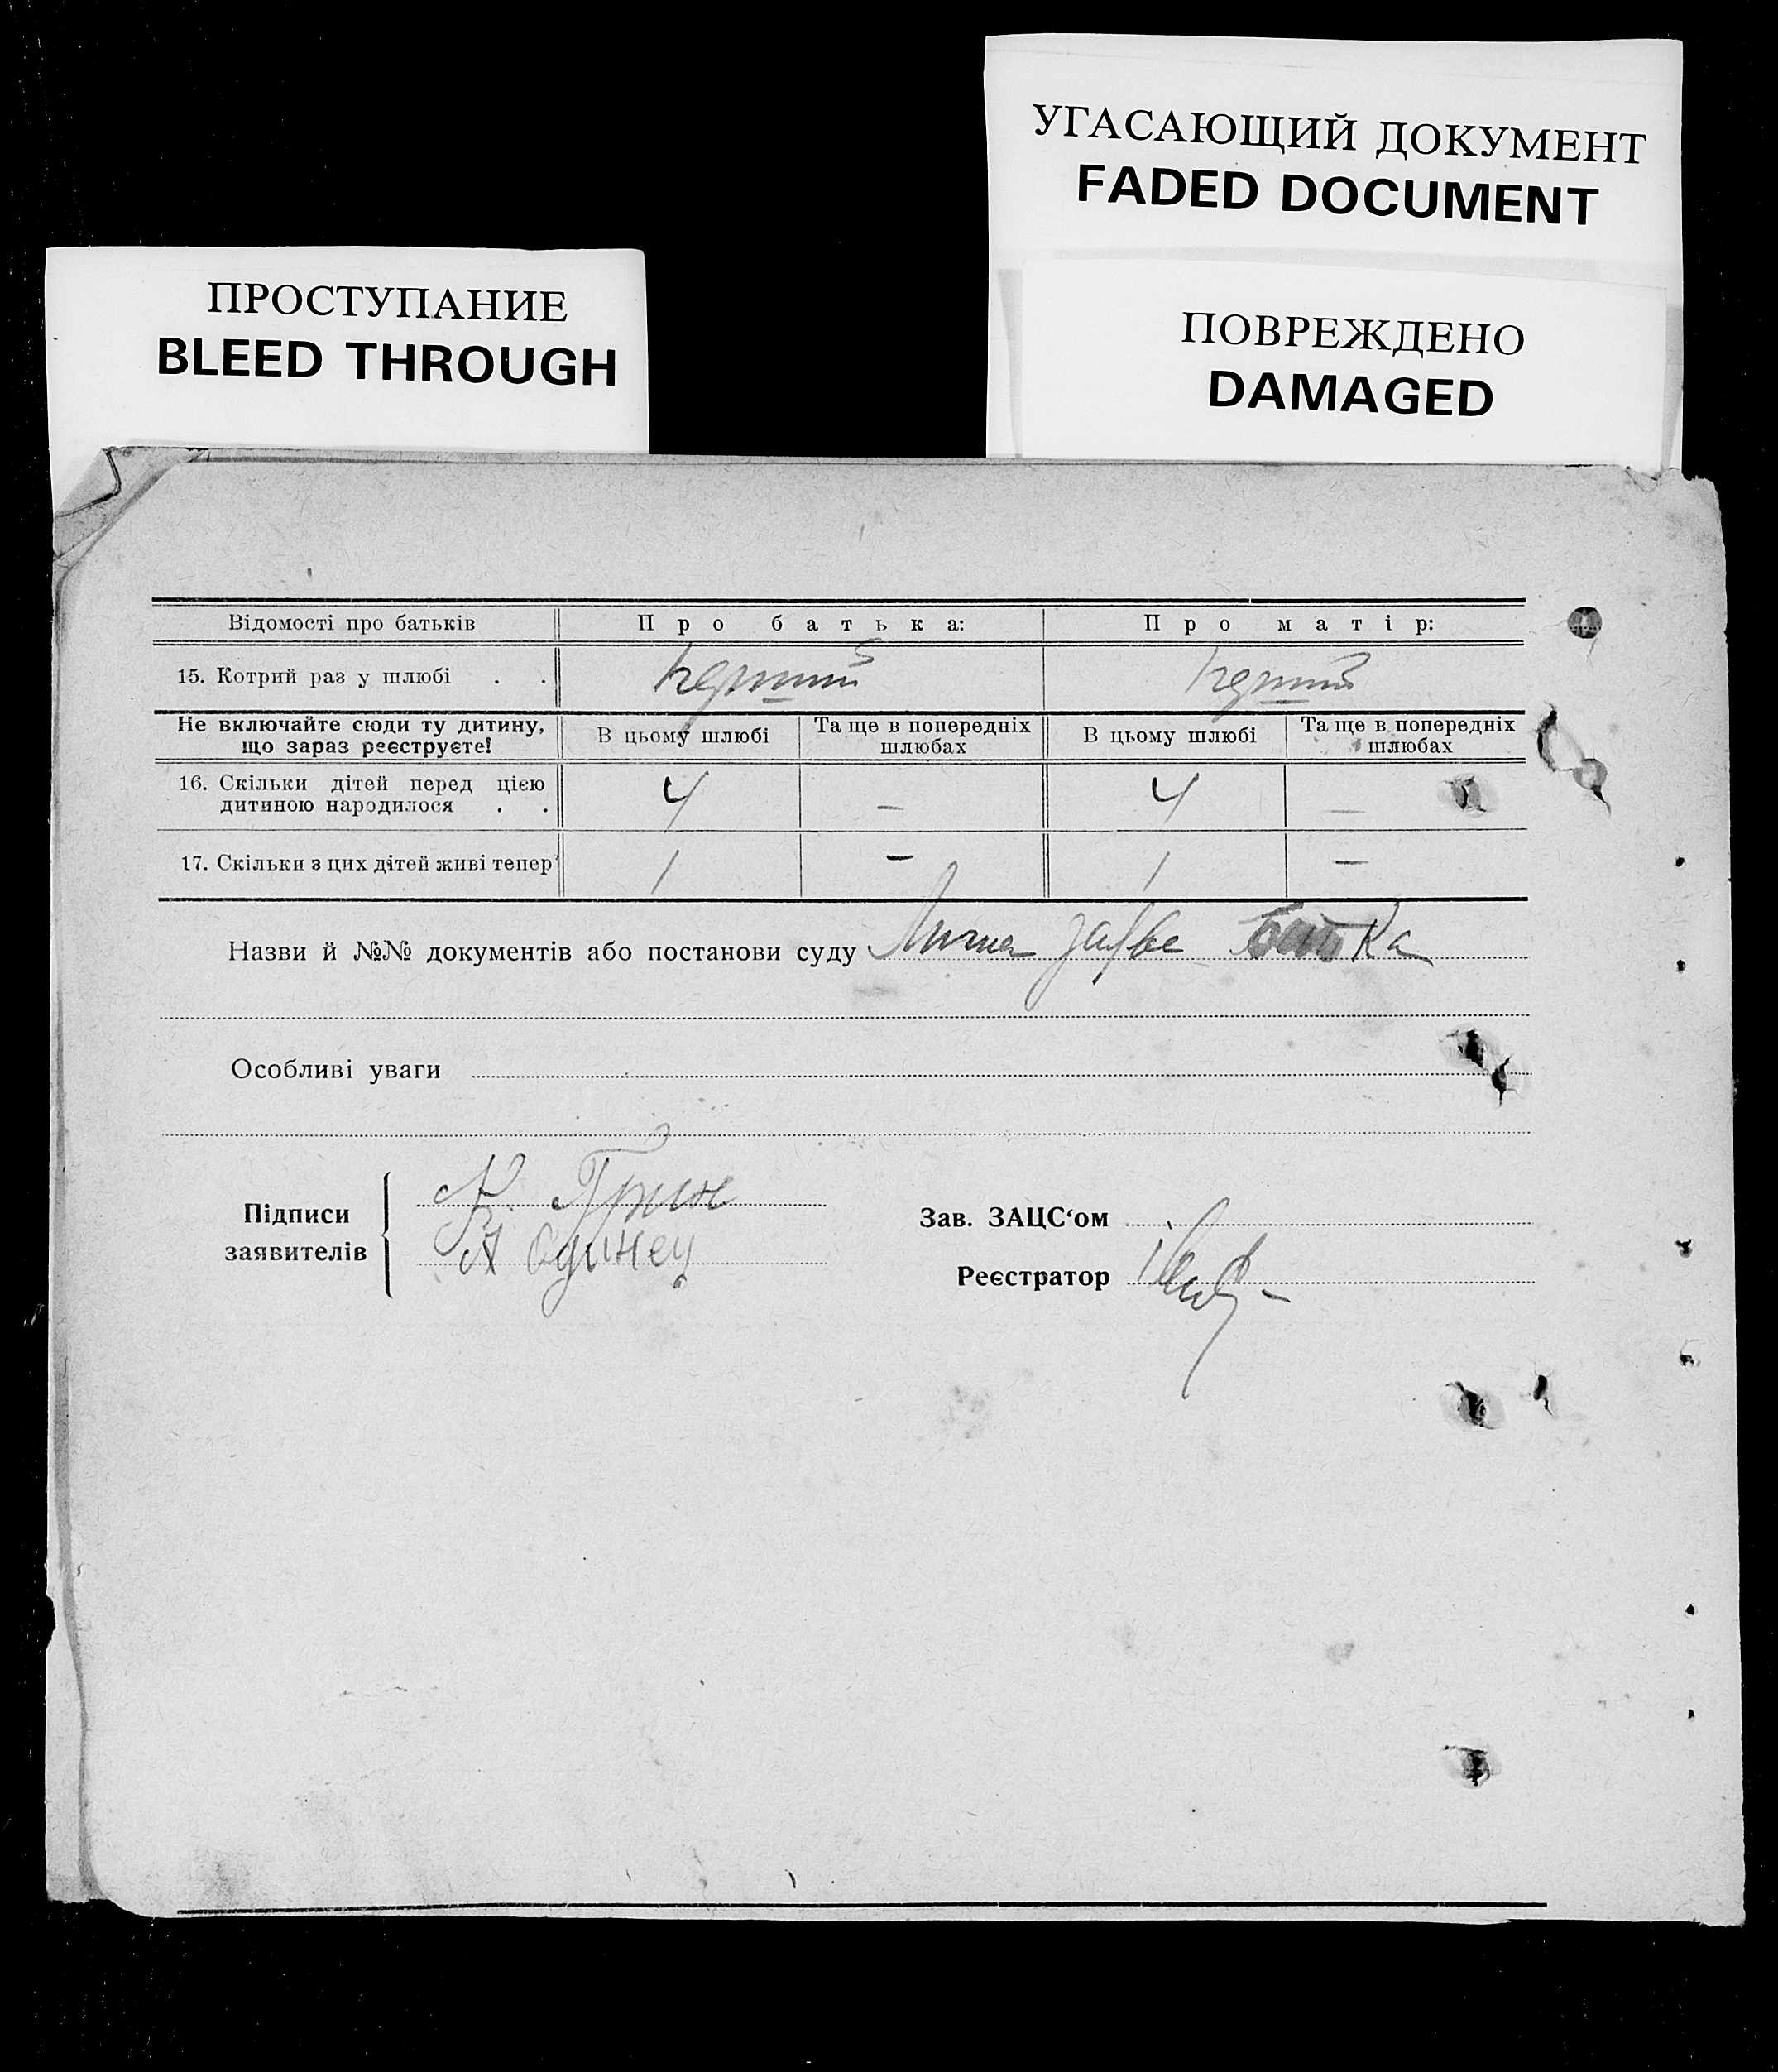 УГАСАЮЩИЙ ДОКУМЕНТ
FADED DOCUMENT
ПРОСТУПАНИЕ
BLEED THROUGH
ПОВРЕЖДЕНО
DAMAGED
Відомості про батьків Про батька: Про матір:
15. Котрий раз у шлюбі . . перший перший
Не включайте сюди ту дитину, що зараз реєструєте!
В цьому шлюбі
Та ще в попередніх шлюбах
В цьому шлюбі
Та ще в попередніх шлюбах
16. Скільки дітей перед цією
дитиною народилося . . 4 — 4 —
17. Скільки з цих дітей живі тепер 1 — 1 —
Назви й №№ документів або постанови суду батька
Особливі уваги
Підписи
заявителів
К. Грин
А Одинец
Зав. ЗАЦС‘ом
Реєстратор